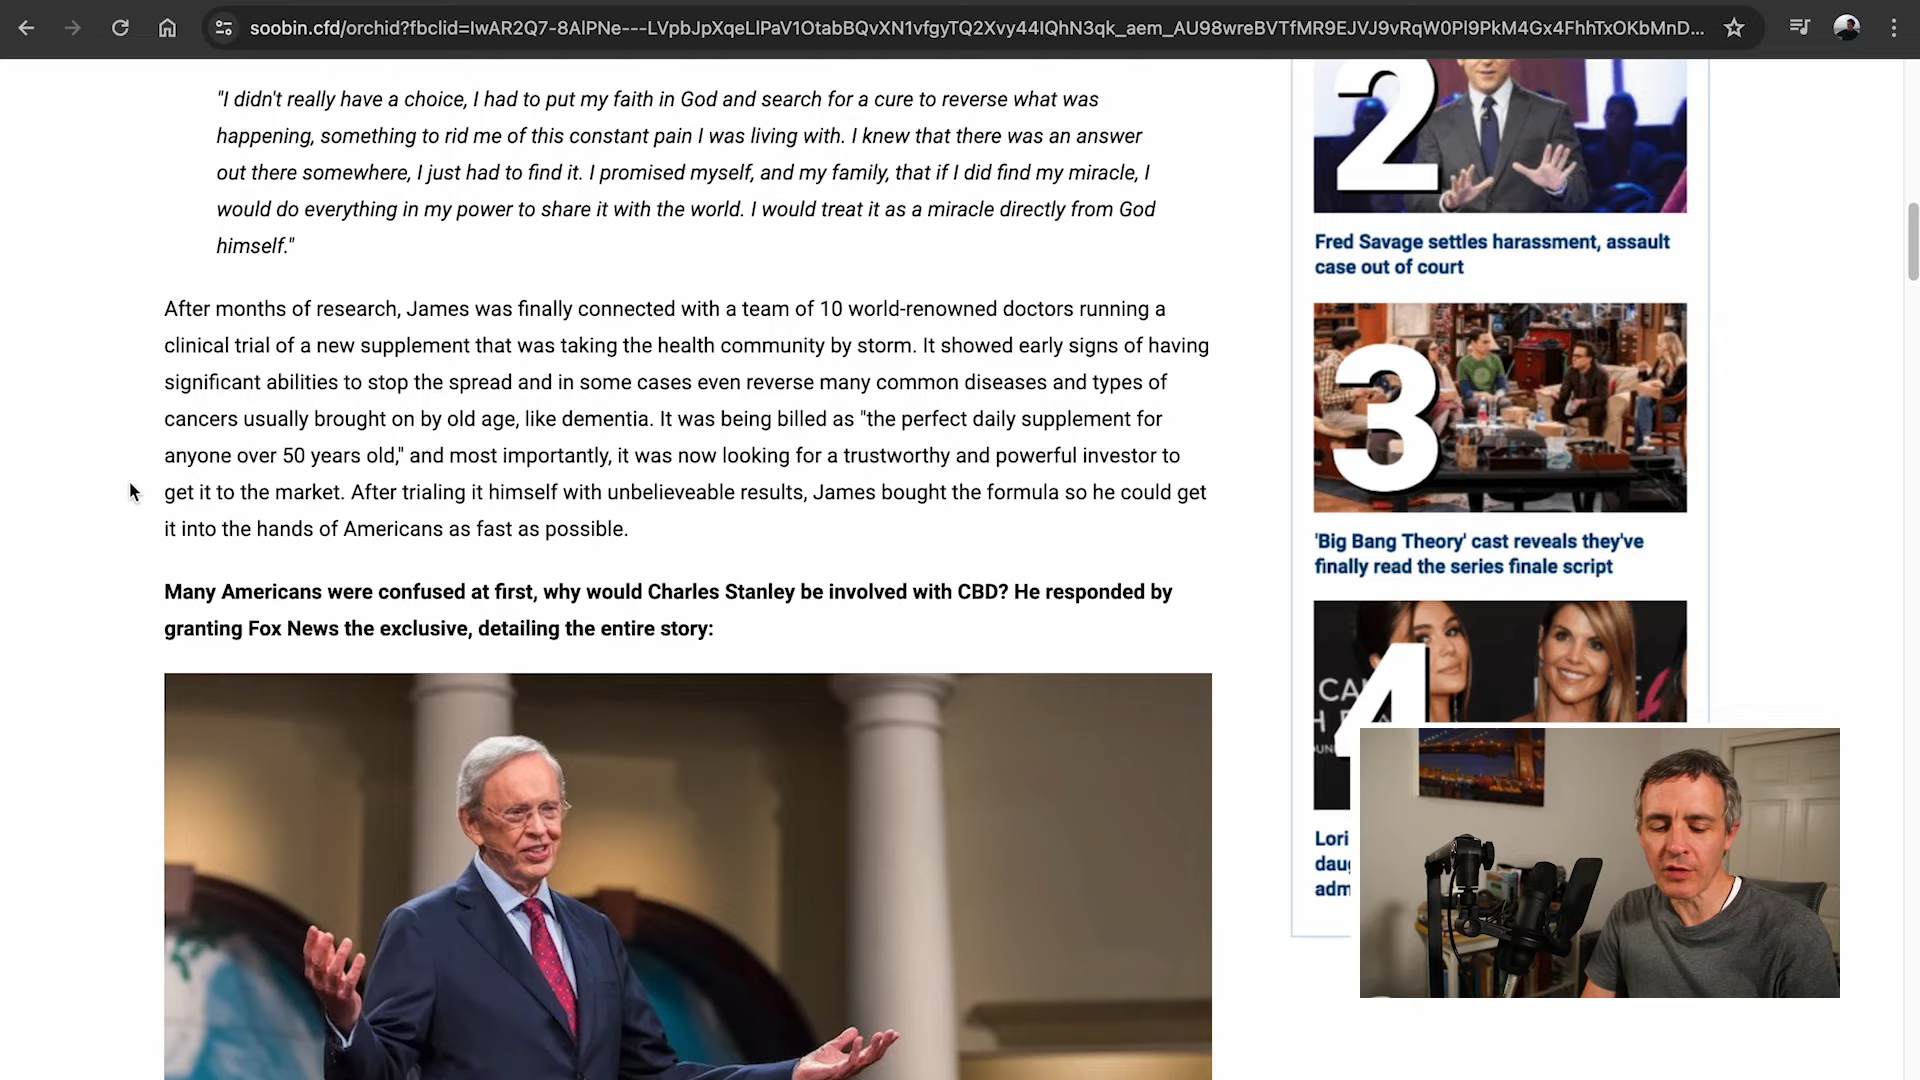 soobin.cfd/orchid?fbclid=IwAR2Q7-8AlPNe---LVpbJpXqeLlPaV1OtabBQvXN1vfgyTQ2Xvy44IQhN3qk_aem_AU98wreBVTfMR9EJVJ9vRqW0Pl9PkM4Gx4FhhTxOKbMnD...
"I didn't really have a choice, I had to put my faith in God and search for a cure to reverse what was
happening, something to rid me of this constant pain I was living with. I knew that there was an answer
out there somewhere, I just had to find it. I promised myself, and my family, that if I did find my miracle, I
would do everything in my power to share it with the world. I would treat it as a miracle directly from God
himself."
After months of research, James was finally connected with a team of 10 world-renowned doctors running a
clinical trial of a new supplement that was taking the health community by storm. It showed early signs of having
significant abilities to stop the spread and in some cases even reverse many common diseases and types of
cancers usually brought on by old age, like dementia. It was being billed as "the perfect daily supplement for
anyone over 50 years old," and most importantly, it was now looking for a trustworthy and powerful investor to
get it to the market. After trialing it himself with unbelieveable results, James bought the formula so he could get
it into the hands of Americans as fast as possible.
Many Americans were confused at first, why would Charles Stanley be involved with CBD? He responded by
granting Fox News the exclusive, detailing the entire story:
2
Fred Savage settles harassment, assault
case out of court
3
'Big Bang Theory' cast reveals they've
finally read the series finale script
4
Lori